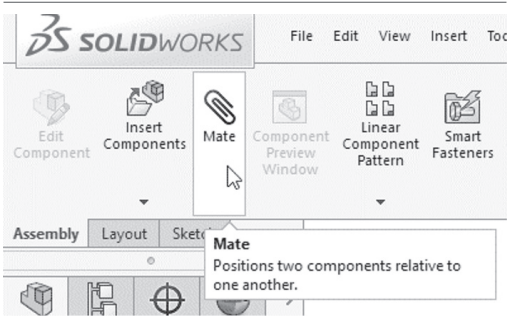 SOLIDWORKS
File Edit View Insert
Edit Component
Insert Components
Mate
Component Preview Window
Linear Component Pattern
Smart Fasteners
Assembly Layout
Mate
Positions two components relative to
one another.